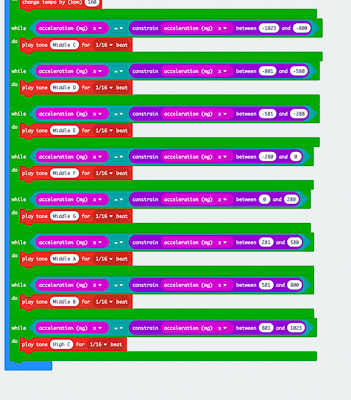 change tempo by (bpm) 160
while acceleration (mg) x = constrain acceleration (mg) x between -1023 and -800
do play tone Middle C for 1/16 beat
while acceleration (mg) x = constrain acceleration (mg) x between -801 and -580
do play tone Middle D for 1/16 beat
while acceleration (mg) x = constrain acceleration (mg) x between -581 and -280
do play tone Middle E for 1/16 beat
while acceleration (mg) x = constrain acceleration (mg) x between -280 and 0
do play tone Middle F for 1/16 beat
while acceleration (mg) x = constrain acceleration (mg) x between 0 and 280
do play tone Middle G for 1/16 beat
while acceleration (mg) x = constrain acceleration (mg) x between 281 and 580
do play tone Middle A for 1/16 beat
while acceleration (mg) x = constrain acceleration (mg) x between 581 and 800
do play tone Middle B for 1/16 beat
while acceleration (mg) x = constrain acceleration (mg) x between 801 and 1023
do play tone High C for 1/16 beat